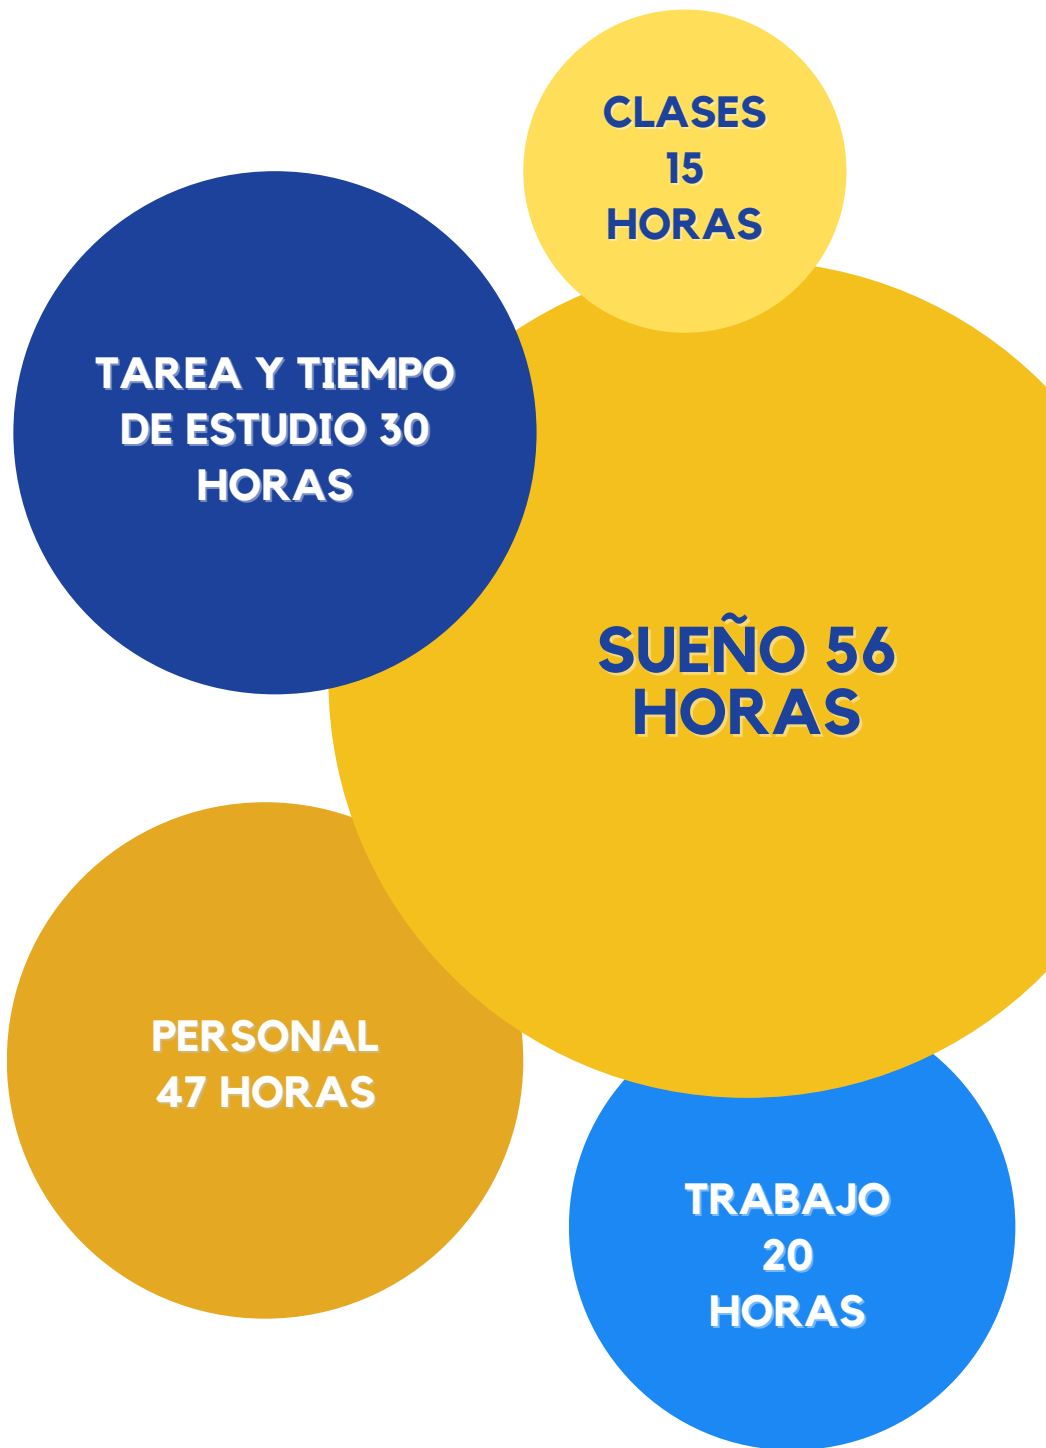 CLASES
15
HORAS
TAREA Y TIEMPO
DE ESTUDIO 30
HORAS
SUEÑO 56
HORAS
PERSONAL
47 HORAS
TRABAJO
20
HORAS